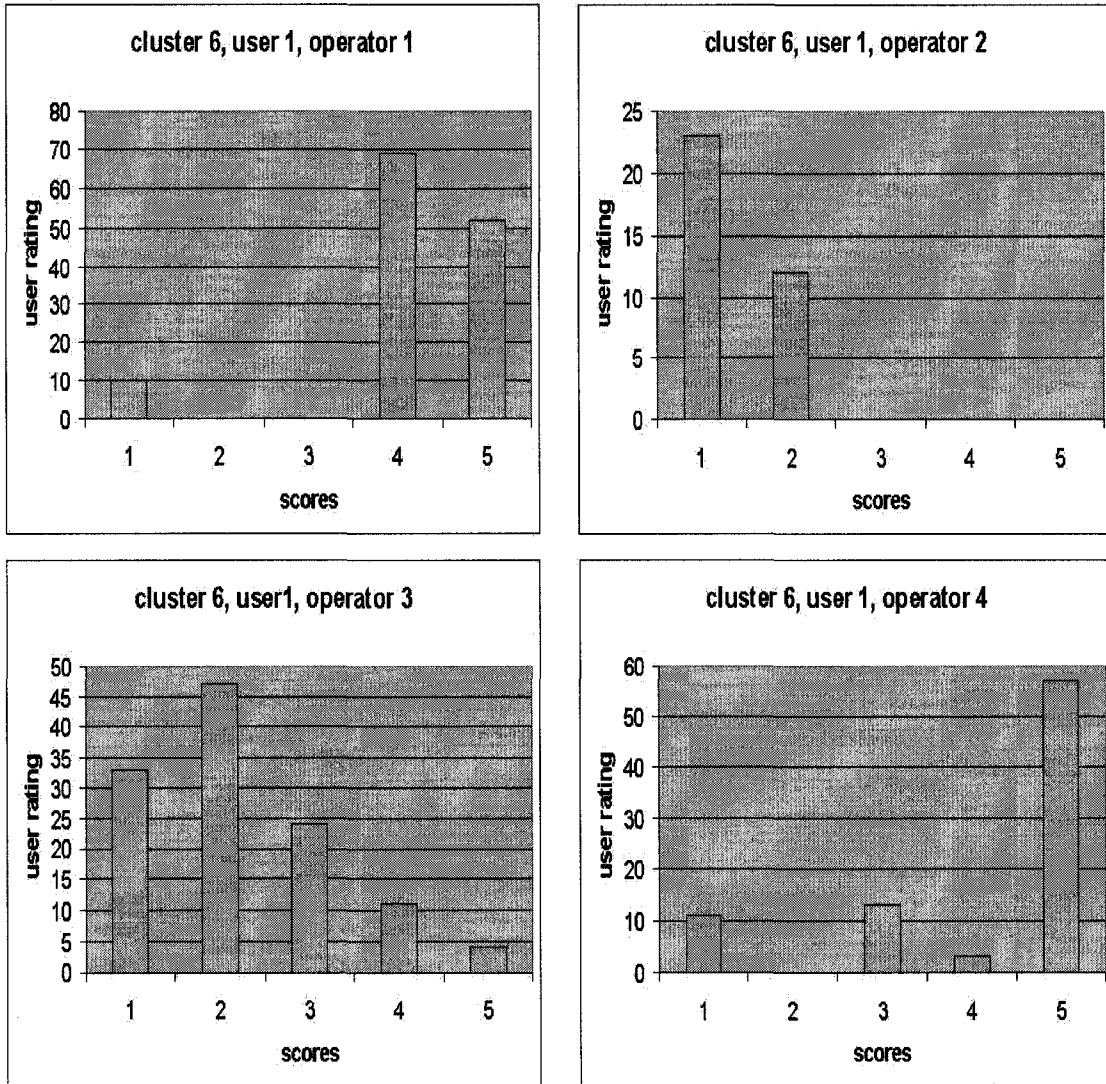 cluster 6, user 1, operator 1
80
70
60
50
40
30
20
10
0
user rating
1 2 3 4 5
scores
cluster 6, user 1, operator 2
25
20
15
10
5
0
user rating
1 2 3 4 5
scores
cluster 6, user1, operator 3
50
45
40
35
30
25
20
15
10
5
0
user rating
1 2 3 4 5
scores
cluster 6, user 1, operator 4
60
50
40
30
20
10
0
user rating
1 2 3 4 5
scores